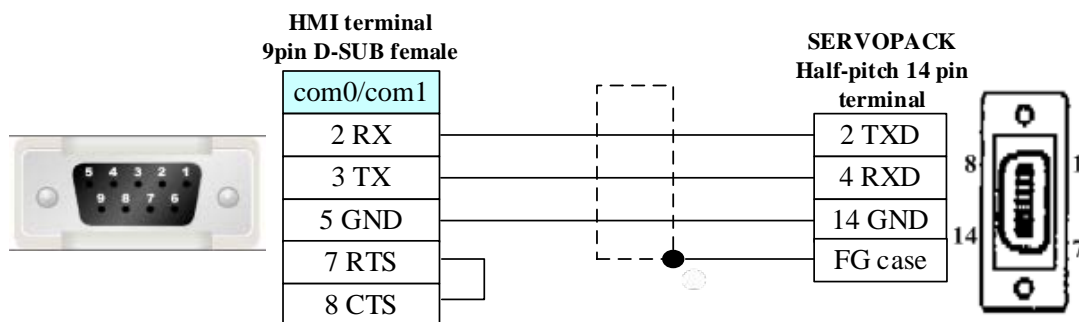 HMI terminal
9pin D-SUB female
com0/com1
2 RX
3 TX
5 GND
7 RTS
8 CTS
SERVOPACK
Half-pitch 14 pin
terminal
2 TXD
4 RXD
14 GND
FG case
5 4 3 2 1
9 8 7 6
8 1
14 7